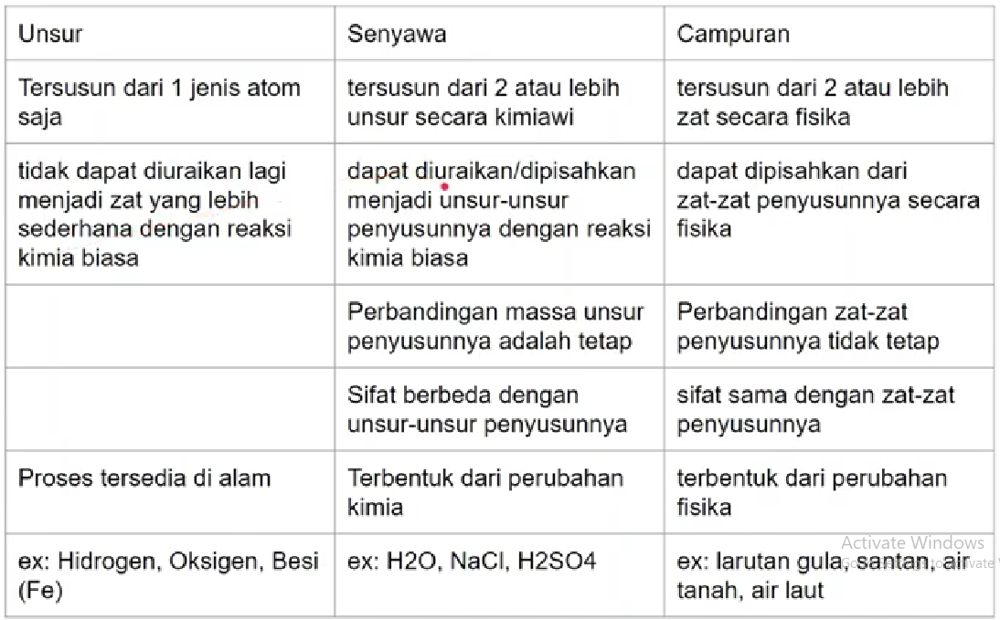 Unsur
Senyawa
Campuran
Tersusun dari 1 jenis atom
saja
tersusun dari 2 atau lebih
unsur secara kimiawi
tersusun dari 2 atau lebih
zat secara fisika
tidak dapat diuraikan lagi
menjadi zat yang lebih
sederhana dengan reaksi
kimia biasa
dapat diuraikan/dipisahkan
menjadi unsur-unsur
penyusunnya dengan reaksi
kimia biasa
dapat dipisahkan dari
zat-zat penyusunnya secara
fisika
Perbandingan massa unsur
penyusunnya adalah tetap
Perbandingan zat-zat
penyusunnya tidak tetap
Sifat berbeda dengan
unsur-unsur penyusunnya
sifat sama dengan zat-zat
penyusunnya
Proses tersedia di alam
Terbentuk dari perubahan
kimia
terbentuk dari perubahan
fisika
ex: Hidrogen, Oksigen, Besi
(Fe)
ex: H2O, NaCl, H2SO4
ex: larutan gula, santan, air
tanah, air laut
Activate Windows